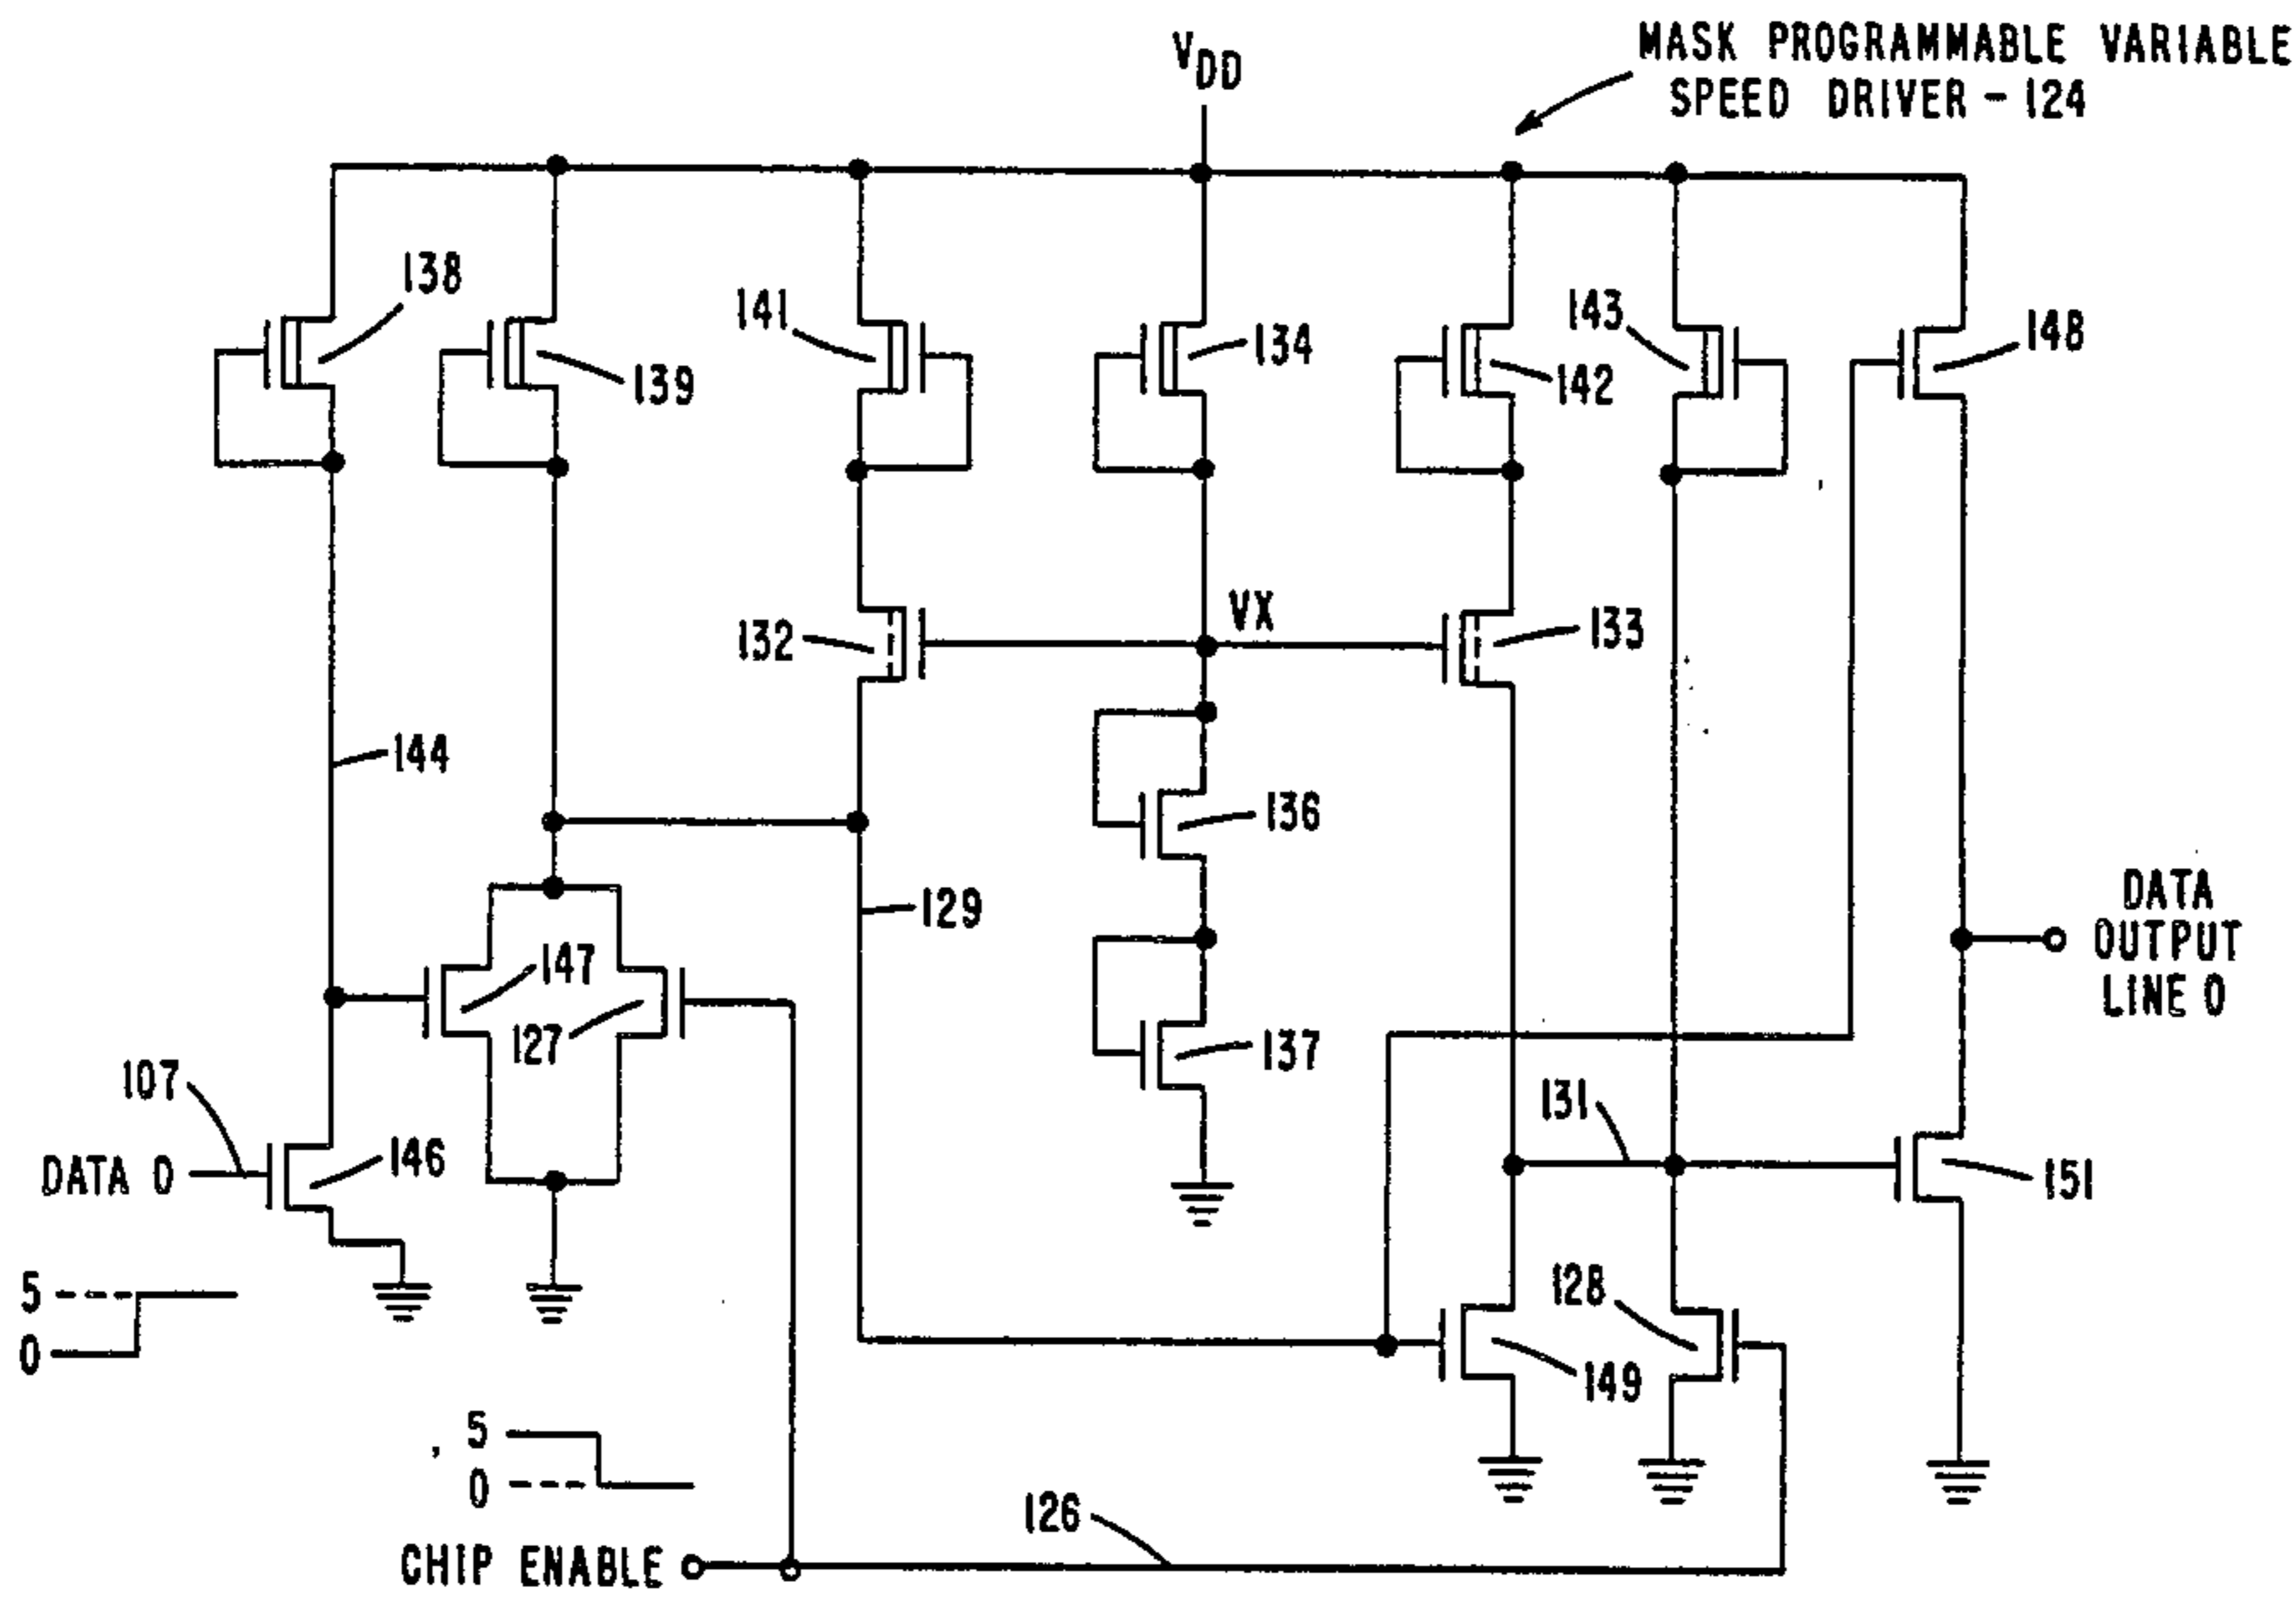 MASK PROGRAMMABLE VARIABLE
SPEED DRIVER - 124
VDD
138
139
141
134
142
143
148
132
VX
133
144
136
129
147
127
137
107
DATA 0
146
131
151
DATA
OUTPUT
LINE 0
5
0
128
149
5
0
126
CHIP ENABLE